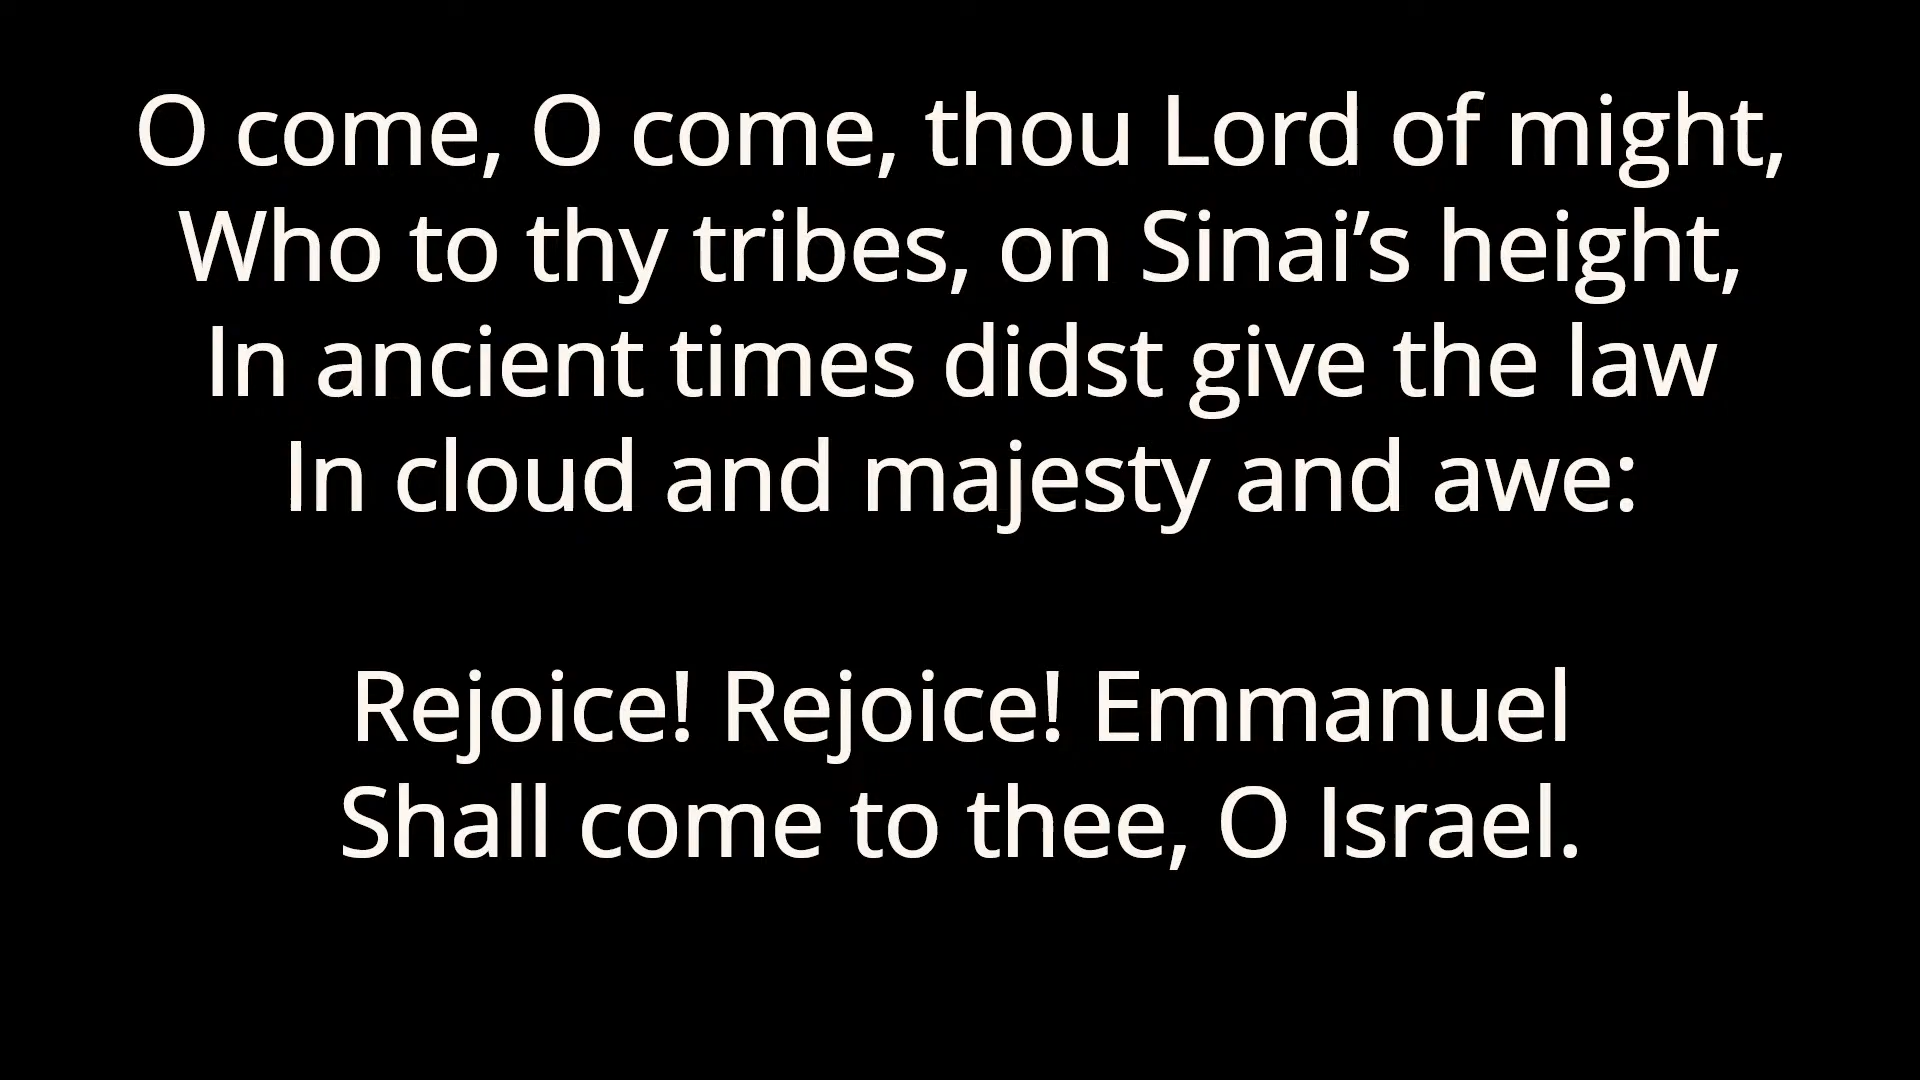 O come, O come, thou Lord of might,
Who to thy tribes, on Sinai’s height,
In ancient times didst give the law
In cloud and majesty and awe:
Rejoice! Rejoice! Emmanuel
Shall come to thee, O Israel.